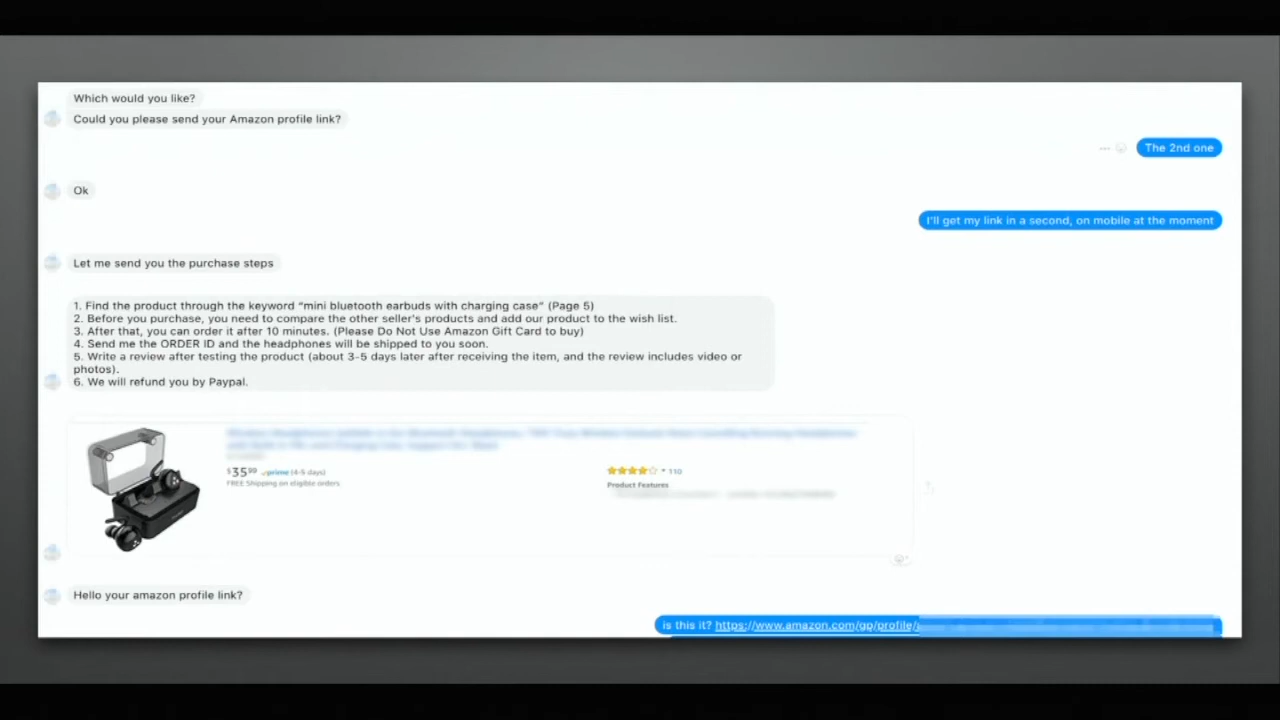 Which would you like?
Could you please send your Amazon profile link?
The 2nd one
Ok
I'll get my link in a second, on mobile at the moment
Let me send you the purchase steps
1. Find the product through the keyword “mini bluetooth earbuds with charging case” (Page 5)
2. Before you purchase, you need to compare the other seller's products and add our product to the wish list.
3. After that, you can order it after 10 minutes. (Please Do Not Use Amazon Gift Card to buy)
4. Send me the ORDER ID and the headphones will be shipped to you soon.
5. Write a review after testing the product (about 3-5 days later after receiving the item, and the review includes video or
photos).
6. We will refund you by Paypal.
$35⁹⁹ prime (4-5 days)
110
FREE Shipping on eligible orders
Product Features
Hello your amazon profile link?
is this it? https://www.amazon.com/gp/profile/